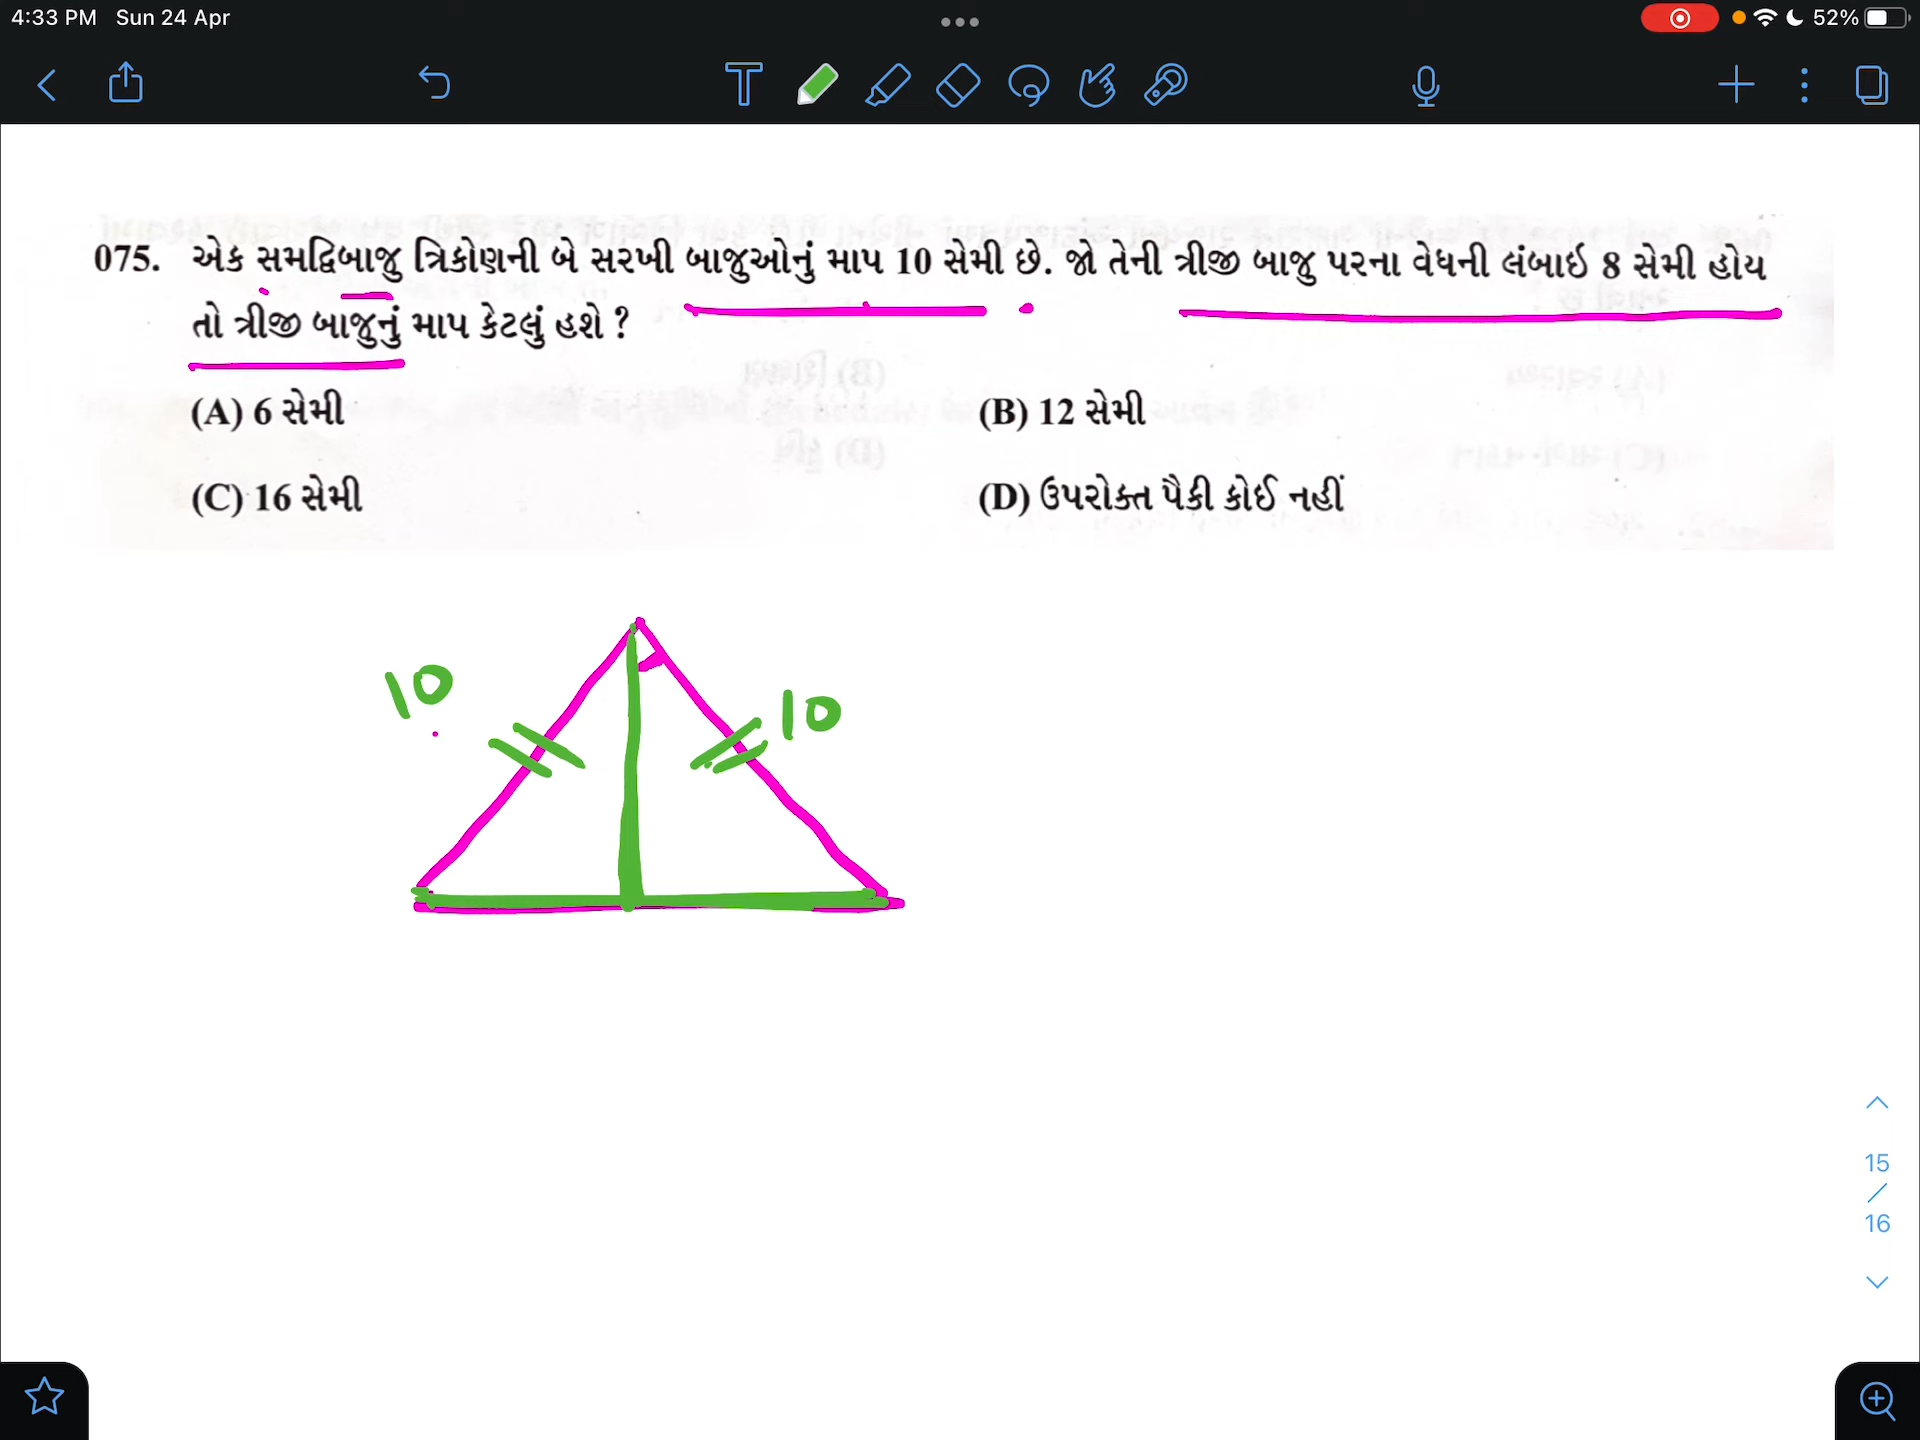 4:33 PM Sun 24 Apr
52%
075. એક સમદ્વિબાજુ ત્રિકોણની બે સરખી બાજુઓનું માપ 10 સેમી છે. જો તેની ત્રીજી બાજુ પરના વેધની લંબાઇ 8 સેમી હોય
તો ત્રીજી બાજુનું માપ કેટલું હશે ?
(A) 6 સેમી
(B) 12 સેમી
(C) 16 સેમી
(D) ઉપરોક્ત પૈકી કોઈ નહીં
10
10
15
/
16